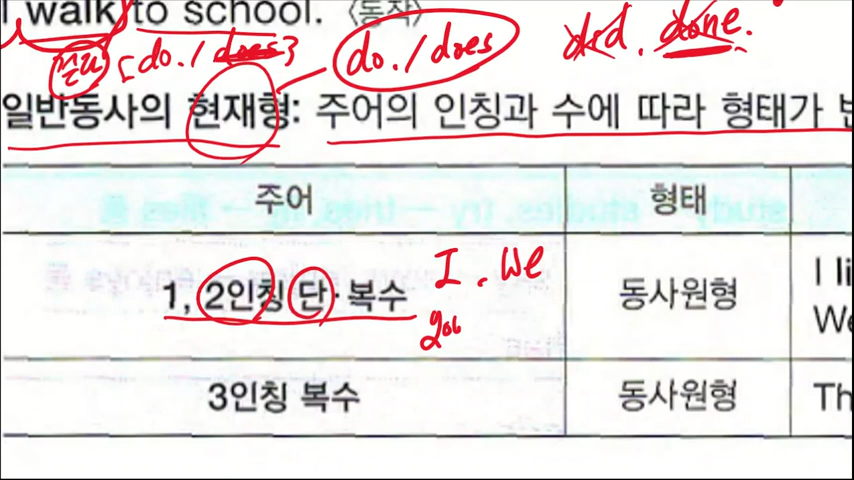 I walk to school. 〈동작〉
do. / does
do. / does
did. done.
일반동사의 현재형: 주어의 인칭과 수에 따라 형태가
주어 형태
1, 2인칭 단·복수 I, We you 동사원형 I li
We
3인칭 복수 동사원형 Th